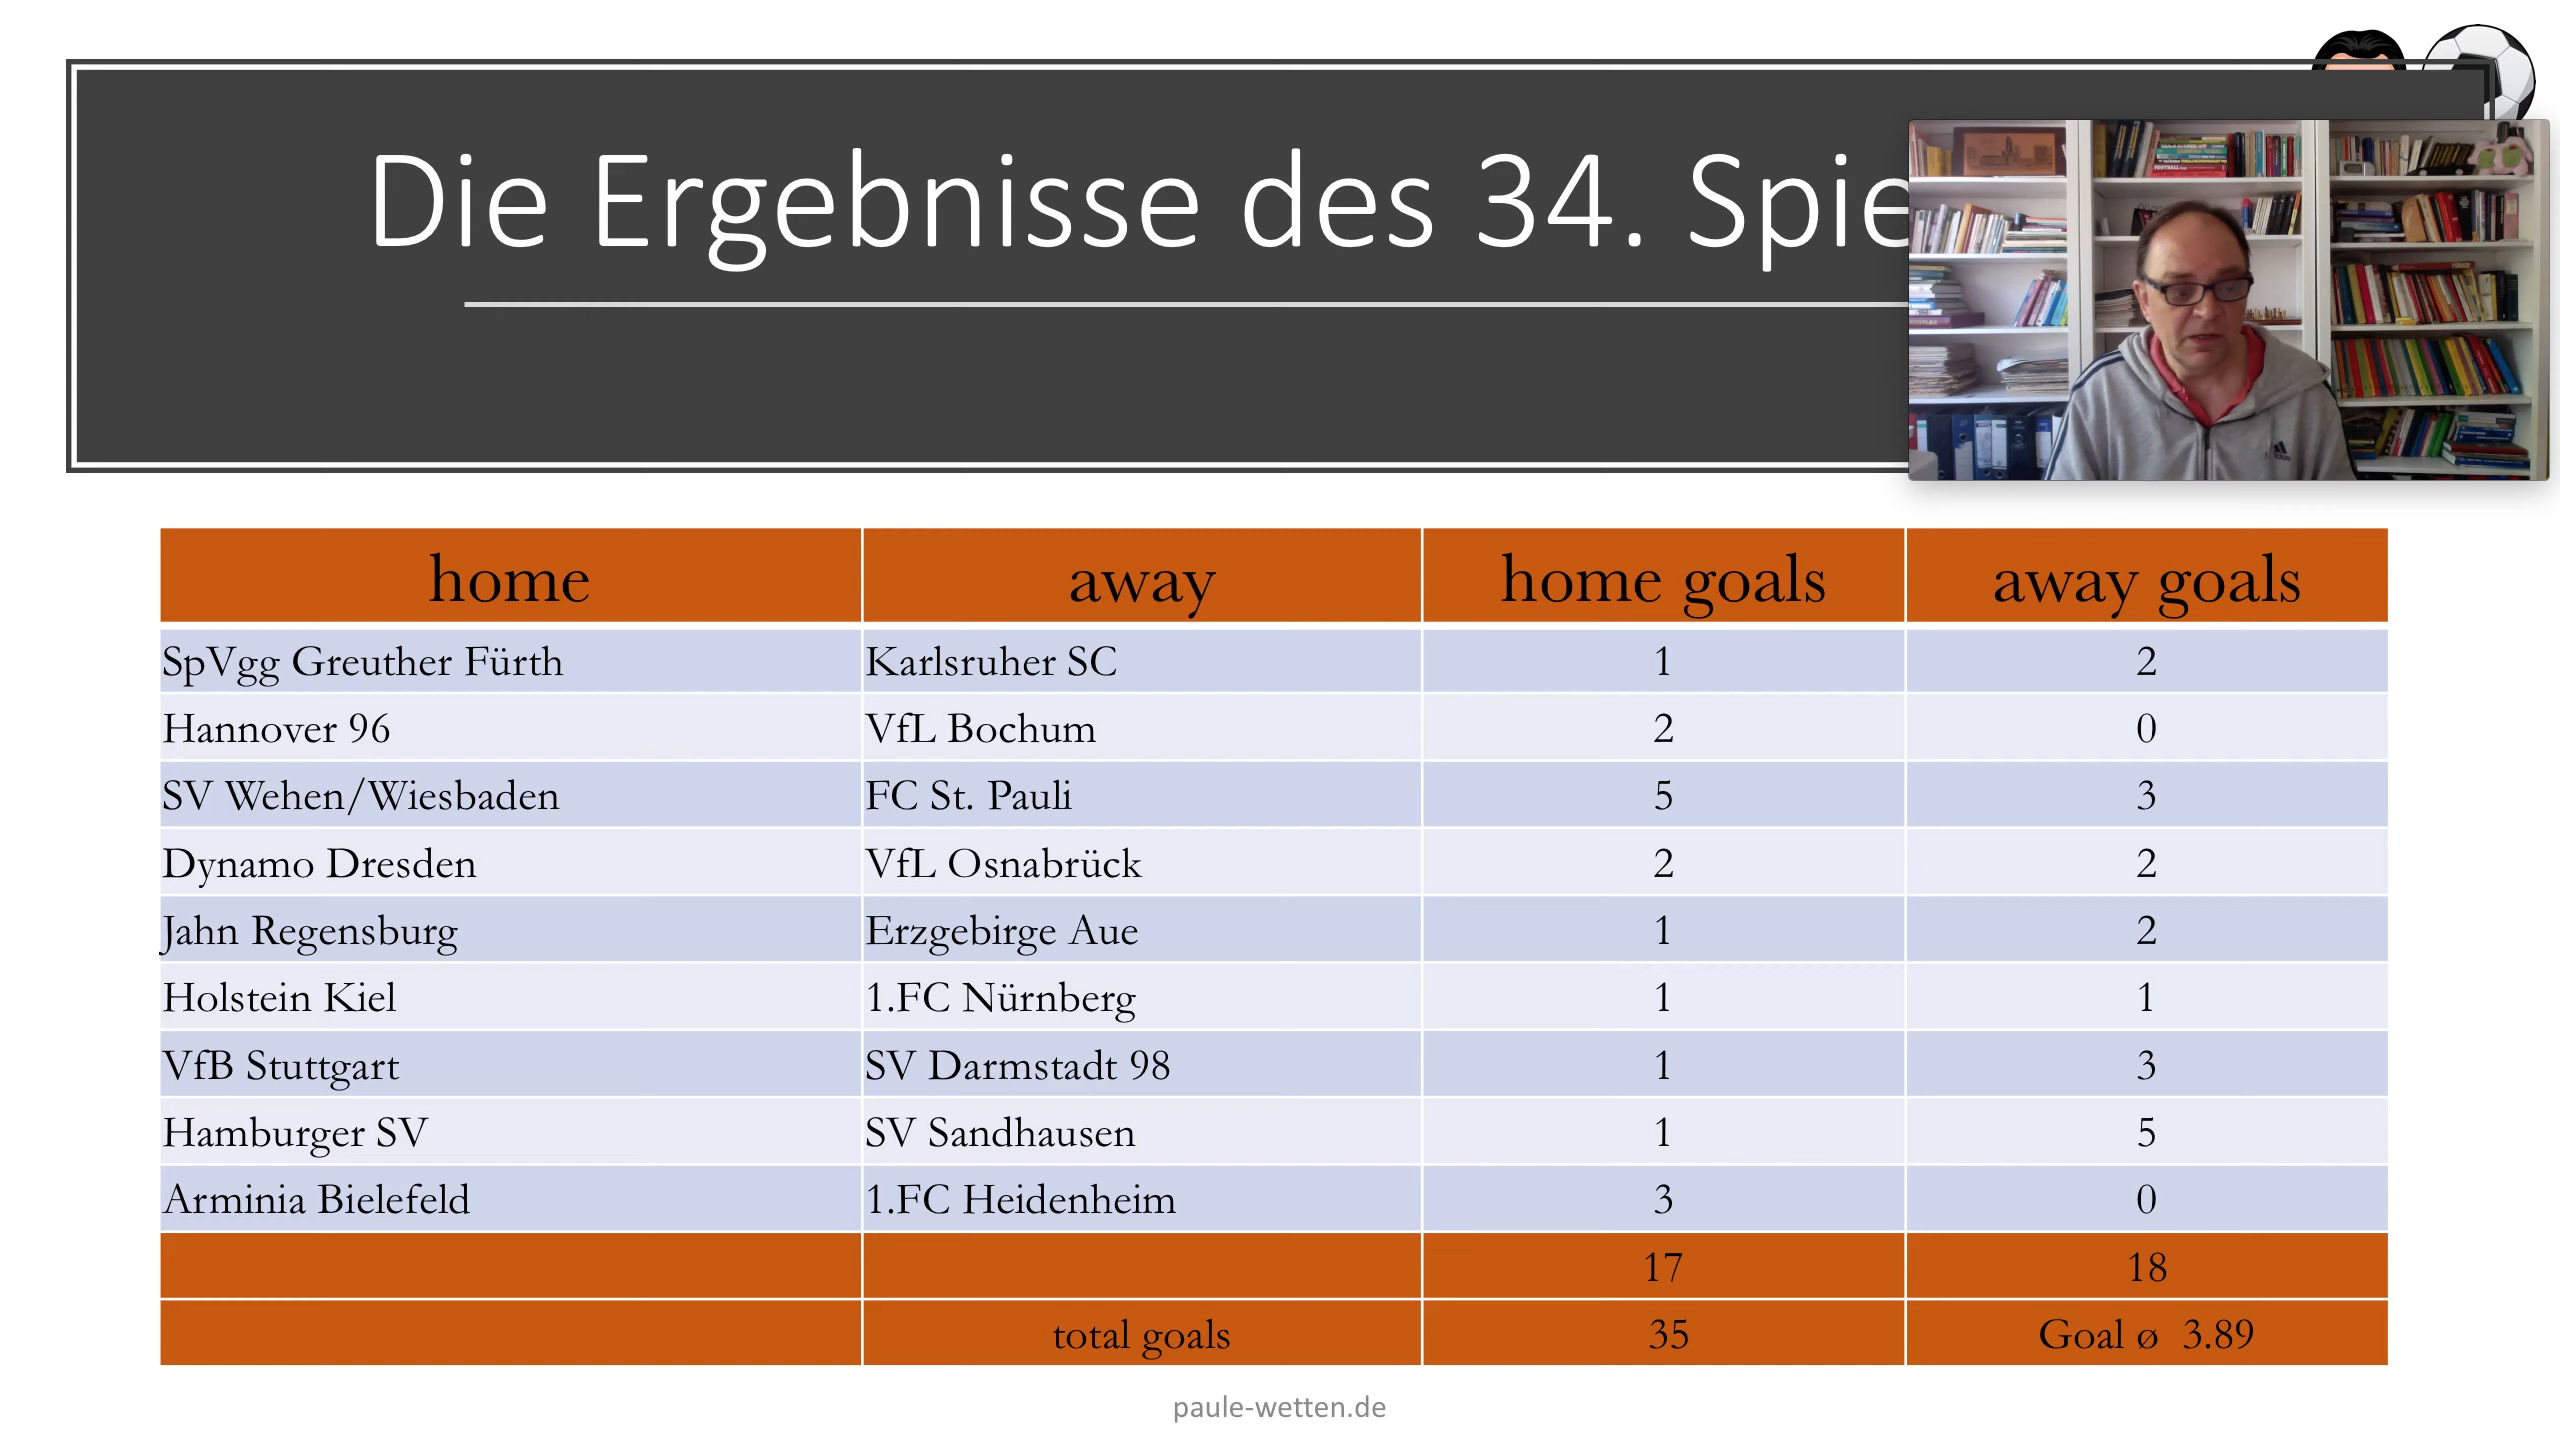 Die Ergebnisse des 34. Spie
home away home goals away goals
SpVgg Greuther Fürth Karlsruher SC 1 2
Hannover 96 VfL Bochum 2 0
SV Wehen/Wiesbaden FC St. Pauli 5 3
Dynamo Dresden VfL Osnabrück 2 2
Jahn Regensburg Erzgebirge Aue 1 2
Holstein Kiel 1.FC Nürnberg 1 1
VfB Stuttgart SV Darmstadt 98 1 3
Hamburger SV SV Sandhausen 1 5
Arminia Bielefeld 1.FC Heidenheim 3 0
17 18
total goals 35 Goal ø 3.89
paule-wetten.de